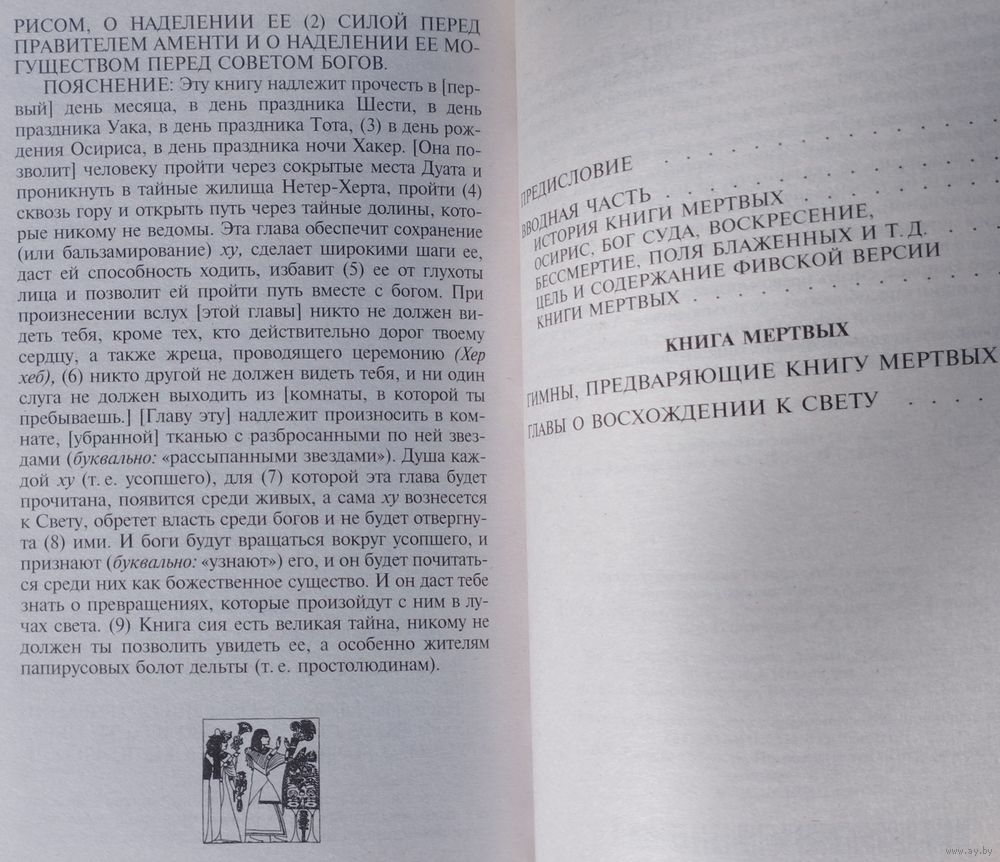 РИСОМ, О НАДЕЛЕНИИ ЕЕ (2) СИЛОЙ ПЕРЕД
ПРАВИТЕЛЕМ АМЕНТИ И О НАДЕЛЕНИИ ЕЕ МО-
ГУЩЕСТВОМ ПЕРЕД СОВЕТОМ БОГОВ.
ПОЯСНЕНИЕ: Эту книгу надлежит прочесть в [пер-
вый] день месяца, в день праздника Шести, в день
праздника Уака, в день праздника Тота, (3) в день рож-
дения Осириса, в день праздника ночи Хакер. [Она по-
зволит] человеку пройти через сокрытые места Дуата и
проникнуть в тайные жилища Нетер-Херта, пройти (4)
сквозь гору и открыть путь через тайные долины, кото-
рые никому не ведомы. Эта глава обеспечит сохранение
(или бальзамирование) ху, сделает широкими шаги ее,
даст ей способность ходить, избавит (5) ее от глухоты
лица и позволит ей пройти путь вместе с богом. При
произнесении вслух [этой главы] никто не должен ви-
деть тебя, кроме тех, кто действительно дорог твоему
сердцу, а также жреца, проводящего церемонию (Хер
хеб), (6) никто другой не должен видеть тебя, и ни один
слуга не должен выходить из [комнаты, в которой ты
пребываешь.] [Главу эту] надлежит произносить в ком-
нате, [убранной] тканью с разбросанными по ней звез-
дами (буквально: «рассыпанными звездами»). Душа каж-
дой ху (т. е. усопшего), для (7) которой эта глава будет
прочитана, появится среди живых, а сама ху вознесется
к Свету, обретет власть среди богов и не будет отвергну-
та (8) ими. И боги будут вращаться вокруг усопшего, и
признают (буквально: «узнают») его, и он будет почитать-
ся среди них как божественное существо. И он даст тебе
знать о превращениях, которые произойдут с ним в лу-
чах света. (9) Книга сия есть великая тайна, никому не
должен ты позволить увидеть ее, а особенно жителям
папирусовых болот дельты (т. е. простолюдинам).
ПРЕДИСЛОВИЕ . . . . . . . . . .
ВВОДНАЯ ЧАСТЬ . . . . . . . . . .
ИСТОРИЯ КНИГИ МЕРТВЫХ . . . . . .
ОСИРИС, БОГ СУДА, ВОСКРЕСЕНИЕ,
БЕССМЕРТИЕ, ПОЛЯ БЛАЖЕННЫХ И Т. Д. . . .
ЦЕЛЬ И СОДЕРЖАНИЕ ФИВСКОЙ ВЕРСИИ
КНИГИ МЕРТВЫХ . . . . . . . . . .
КНИГА МЕРТВЫХ
ГИМНЫ, ПРЕДВАРЯЮЩИЕ КНИГУ МЕРТВЫХ
ГЛАВЫ О ВОСХОЖДЕНИИ К СВЕТУ . . . .
www.ay.by